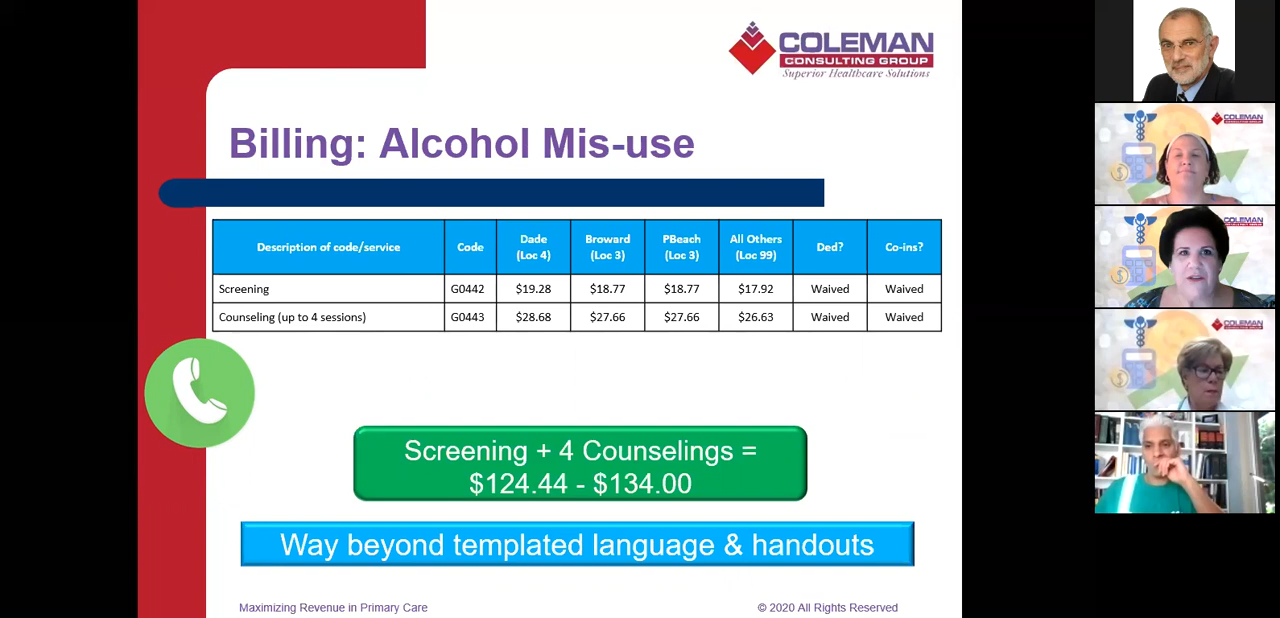 COLEMAN
CONSULTING GROUP
Superior Healthcare Solutions
Billing: Alcohol Mis-use
Description of code/service Code Dade (Loc 4) Broward (Loc 3) PBeach (Loc 3) All Others (Loc 99) Ded? Co-ins?
Screening G0442 $19.28 $18.77 $18.77 $17.92 Waived Waived
Counseling (up to 4 sessions) G0443 $28.68 $27.66 $27.66 $26.63 Waived Waived
Screening + 4 Counselings =
$124.44 - $134.00
Way beyond templated language & handouts
Maximizing Revenue in Primary Care © 2020 All Rights Reserved
COLEMAN
COLEMAN
COLEMAN